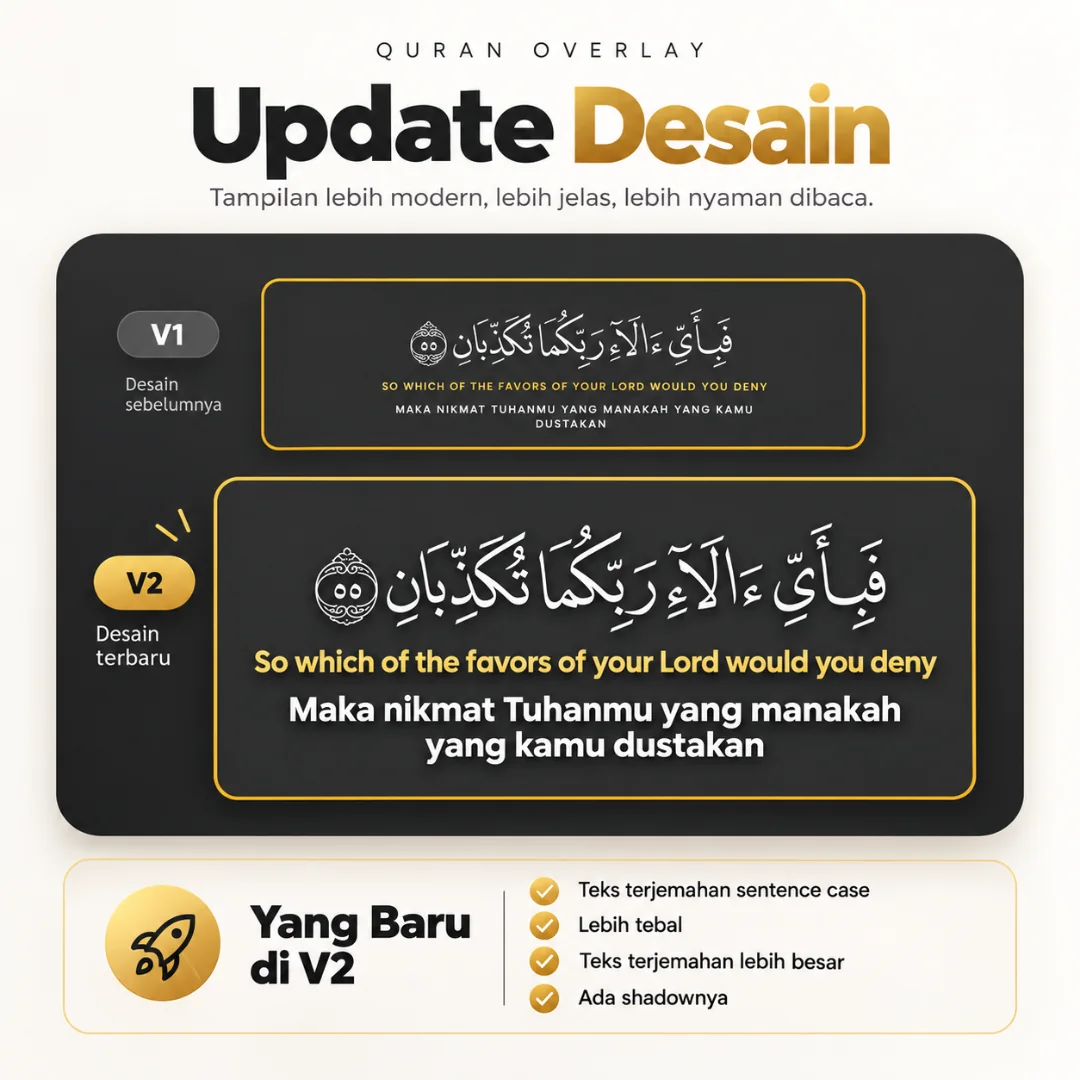 QURAN OVERLAY
Update Desain
Tampilan lebih modern, lebih jelas, lebih nyaman dibaca.
V1
Desain
sebelumnya
فَبِأَيِّ ءَالَآءِ رَبِّكُمَا تُكَذِّبَانِ ٥٥
SO WHICH OF THE FAVORS OF YOUR LORD WOULD YOU DENY
MAKA NIKMAT TUHANMU YANG MANAKAH YANG KAMU
DUSTAKAN
V2
Desain
terbaru
فَبِأَيِّ ءَالَآءِ رَبِّكُمَا تُكَذِّبَانِ ٥٥
So which of the favors of your Lord would you deny
Maka nikmat Tuhanmu yang manakah
yang kamu dustakan
Yang Baru
di V2
Teks terjemahan sentence case
Lebih tebal
Teks terjemahan lebih besar
Ada shadownya